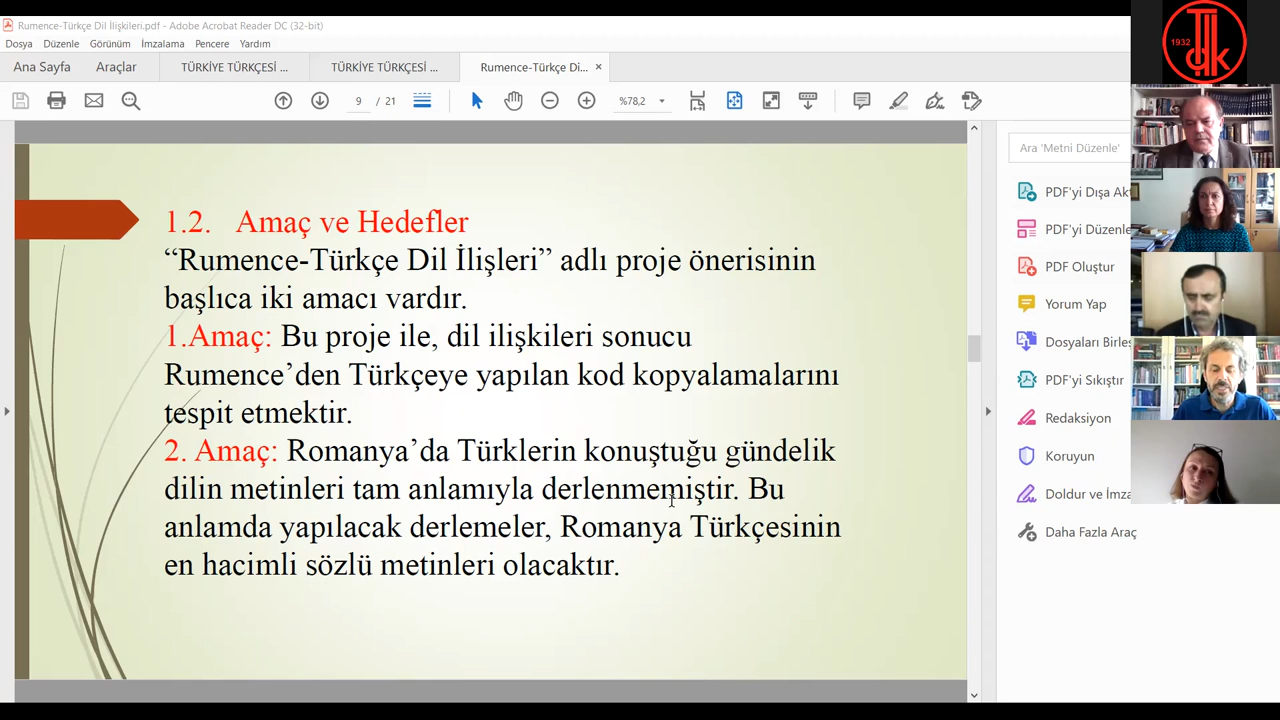 Rumence-Türkçe Dil İlişkileri.pdf - Adobe Acrobat Reader DC (32-bit)
Dosya Düzenle Görünüm İmzalama Pencere Yardım
Ana Sayfa Araçlar TÜRKİYE TÜRKÇESİ ... TÜRKİYE TÜRKÇESİ ... Rumence-Türkçe Di... ×
9 / 21 %78,2
1932
TDK
Ara 'Metni Düzenle'
PDF'yi Dışa Akt
PDF'yi Düzenle
PDF Oluştur
Yorum Yap
Dosyaları Birleş
PDF'yi Sıkıştır
Redaksiyon
Koruyun
Doldur ve İmza
Daha Fazla Araç
1.2. Amaç ve Hedefler
“Rumence-Türkçe Dil İlişleri” adlı proje önerisinin
başlıca iki amacı vardır.
1.Amaç: Bu proje ile, dil ilişkileri sonucu
Rumence’den Türkçeye yapılan kod kopyalamalarını
tespit etmektir.
2. Amaç: Romanya’da Türklerin konuştuğu gündelik
dilin metinleri tam anlamıyla derlenmemiştir. Bu
anlamda yapılacak derlemeler, Romanya Türkçesinin
en hacimli sözlü metinleri olacaktır.